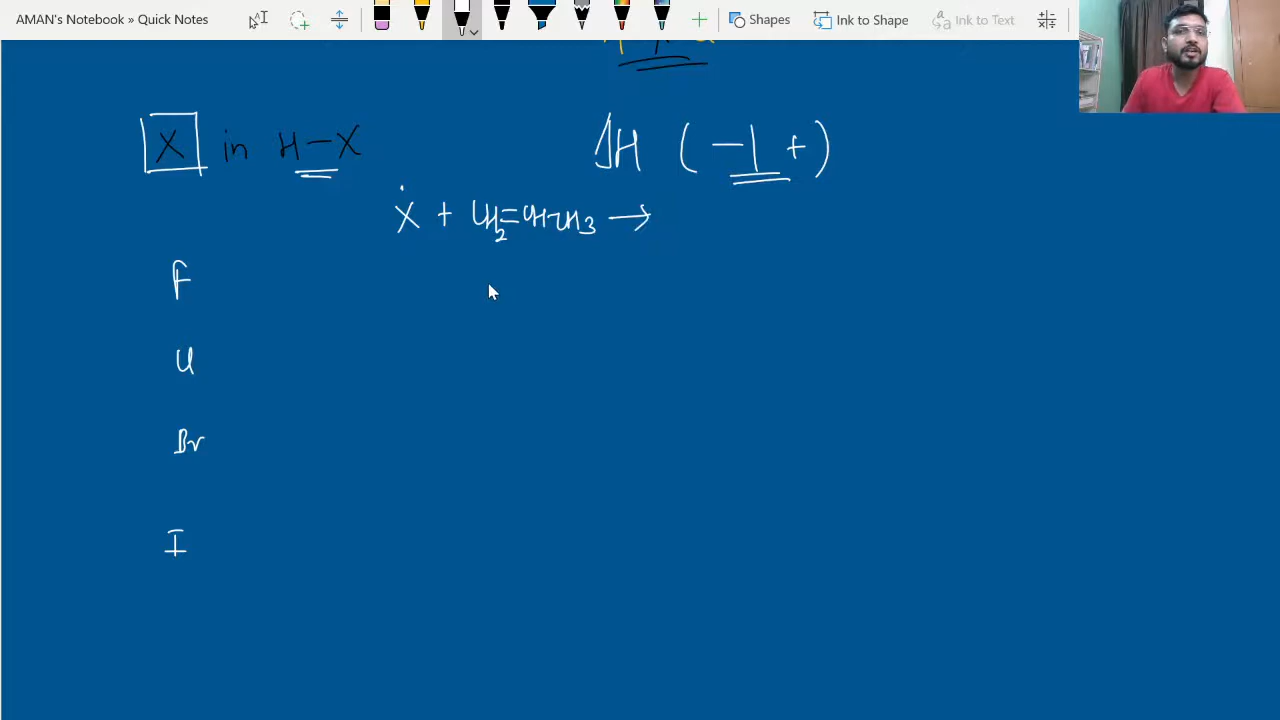 AMAN's Notebook » Quick Notes
Shapes
Ink to Shape
Ink to Text
X in H-X
ΔH (-|+)
Ẋ + CH2=CH-CH3 →
F
Cl
Br
I